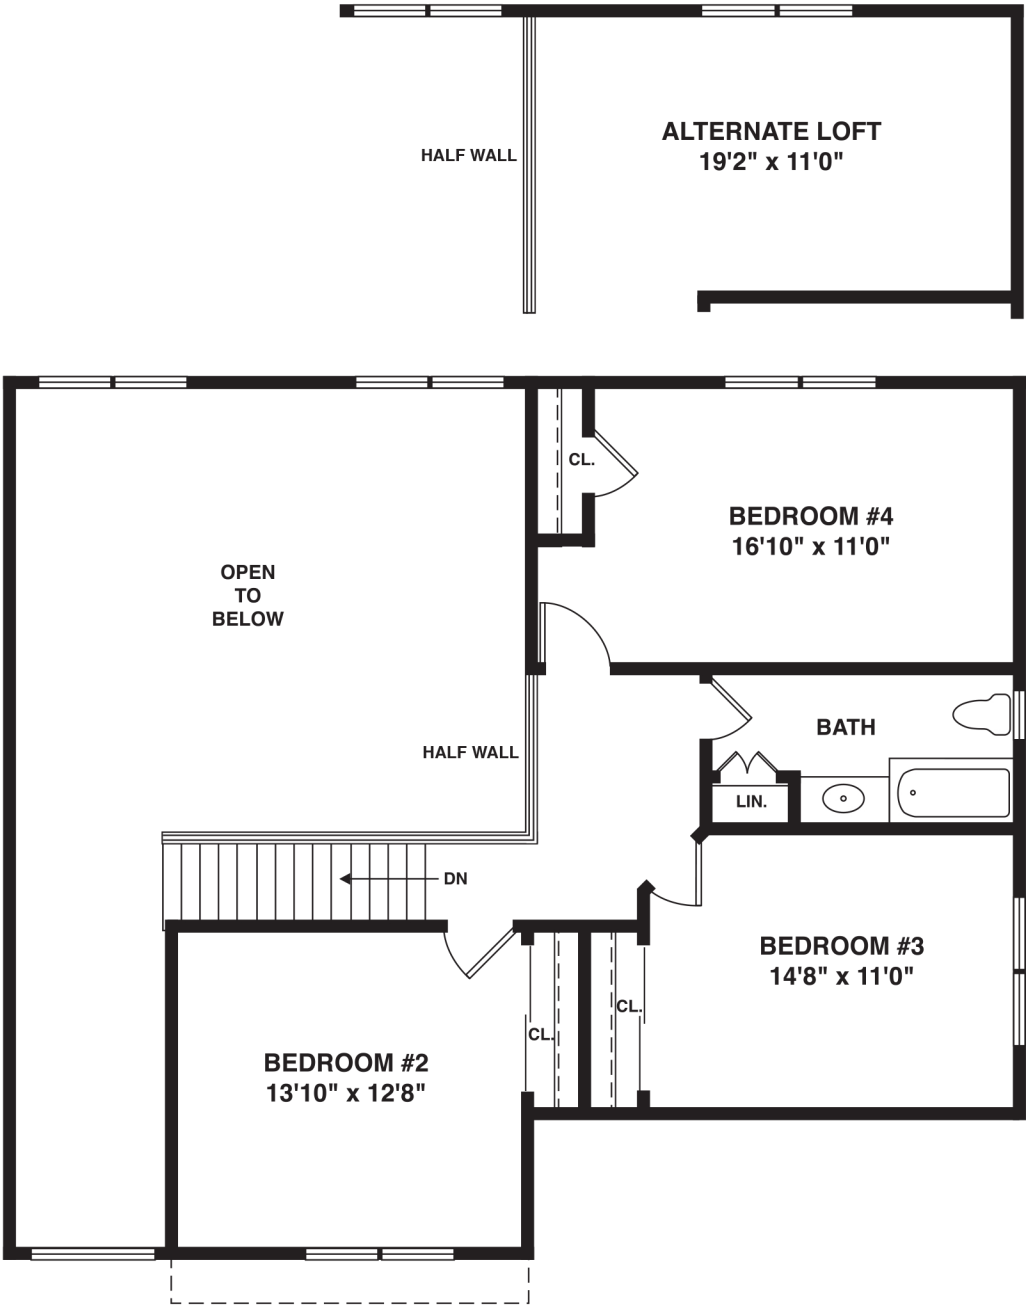 ALTERNATE LOFT
19'2" x 11'0"
HALF WALL
CL.
BEDROOM #4
16'10" x 11'0"
OPEN
TO
BELOW
BATH
HALF WALL
LIN.
DN
BEDROOM #3
14'8" x 11'0"
CL.
CL.
BEDROOM #2
13'10" x 12'8"